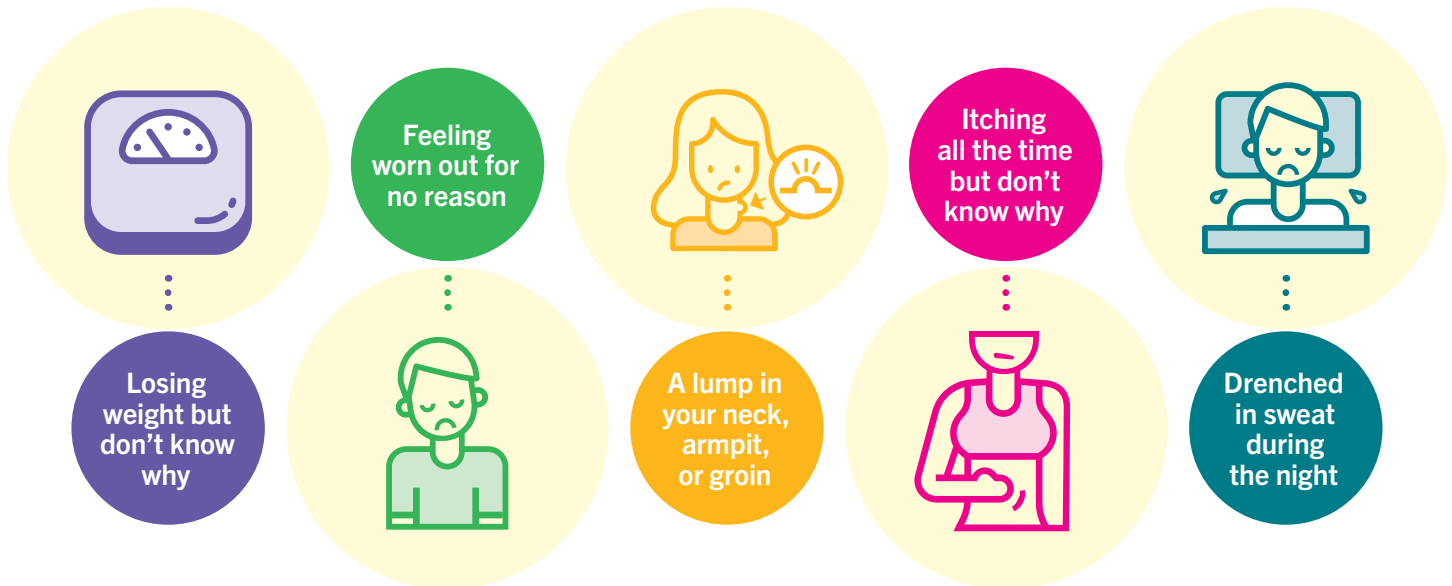 Losing
weight but
don’t know
why
Feeling
worn out for
no reason
A lump in
your neck,
armpit,
or groin
Itching
all the time
but don’t
know why
Drenched
in sweat
during
the night